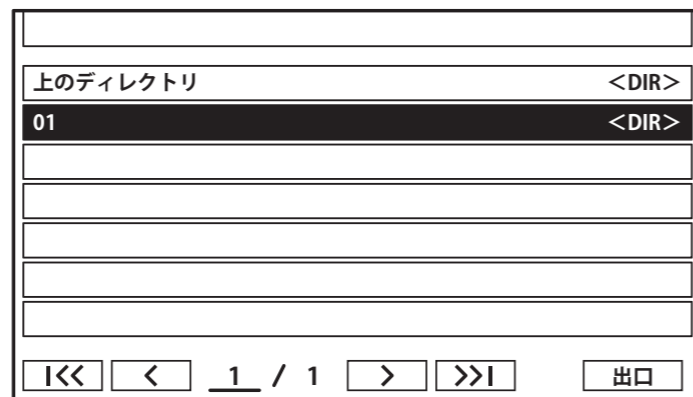 上のディレクトリ <DIR>
01 <DIR>
I<< < 1 / 1 > >>I 出口